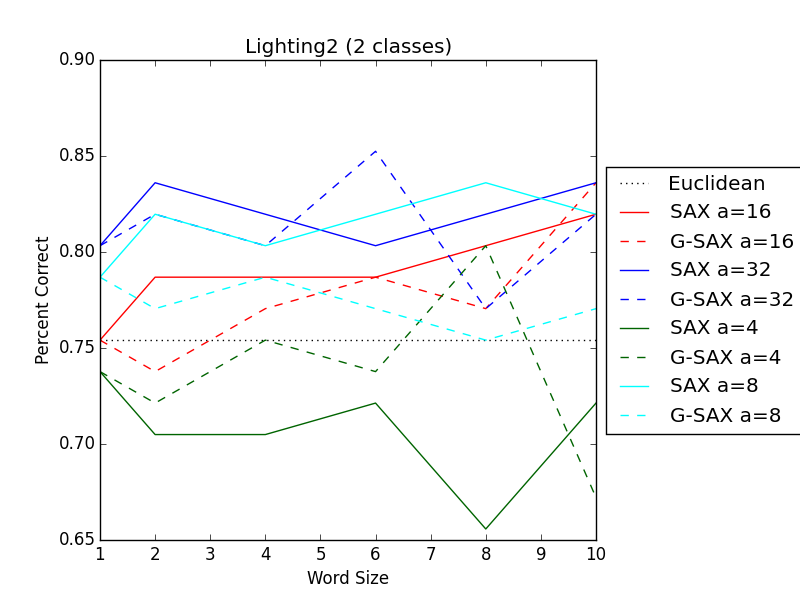 Lighting2 (2 classes)
0.90
0.85
0.80
0.75
0.70
0.65
Percent Correct
1 2 3 4 5 6 7 8 9 10
Word Size
Euclidean
SAX a=16
G-SAX a=16
SAX a=32
G-SAX a=32
SAX a=4
G-SAX a=4
SAX a=8
G-SAX a=8